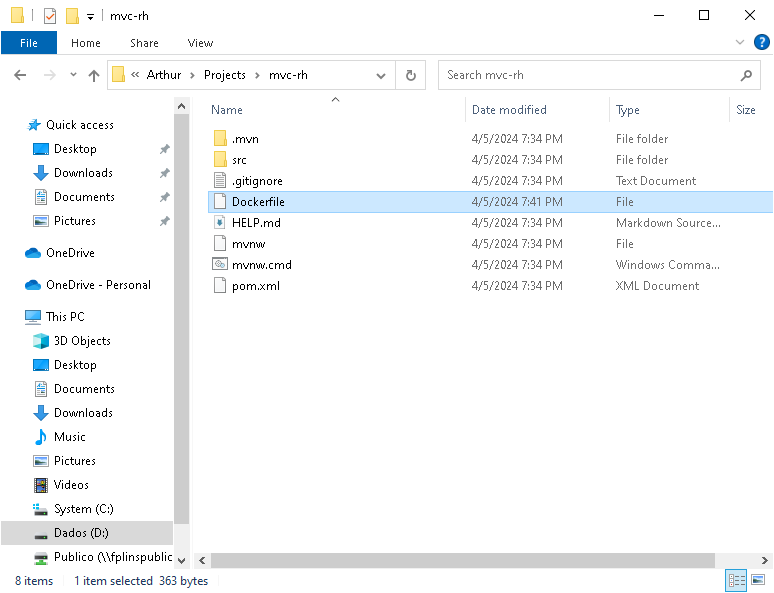 mvc-rh
File Home Share View
« Arthur > Projects > mvc-rh
Search mvc-rh
Name Date modified Type Size
Quick access
Desktop
Downloads
Documents
Pictures
OneDrive
OneDrive - Personal
This PC
3D Objects
Desktop
Documents
Downloads
Music
Pictures
Videos
System (C:)
Dados (D:)
Publico (\\fplinspublic
.mvn 4/5/2024 7:34 PM File folder
src 4/5/2024 7:34 PM File folder
.gitignore 4/5/2024 7:34 PM Text Document
Dockerfile 4/5/2024 7:41 PM File
HELP.md 4/5/2024 7:34 PM Markdown Source...
mvnw 4/5/2024 7:34 PM File
mvnw.cmd 4/5/2024 7:34 PM Windows Comma...
pom.xml 4/5/2024 7:34 PM XML Document
8 items 1 item selected 363 bytes